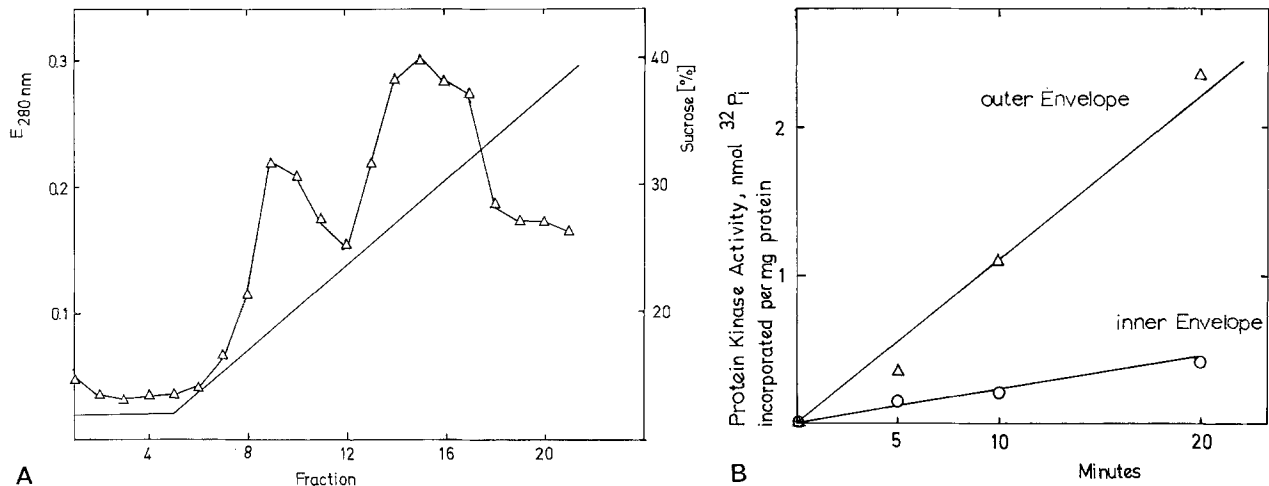 E280 nm
0.3
0.2
0.1
4
8
12
16
20
Fraction
40
30
20
Sucrose [%]
A
Protein Kinase Activity, nmol 32Pi
incorporated per mg protein
2
1
outer Envelope
inner Envelope
5
10
20
Minutes
B